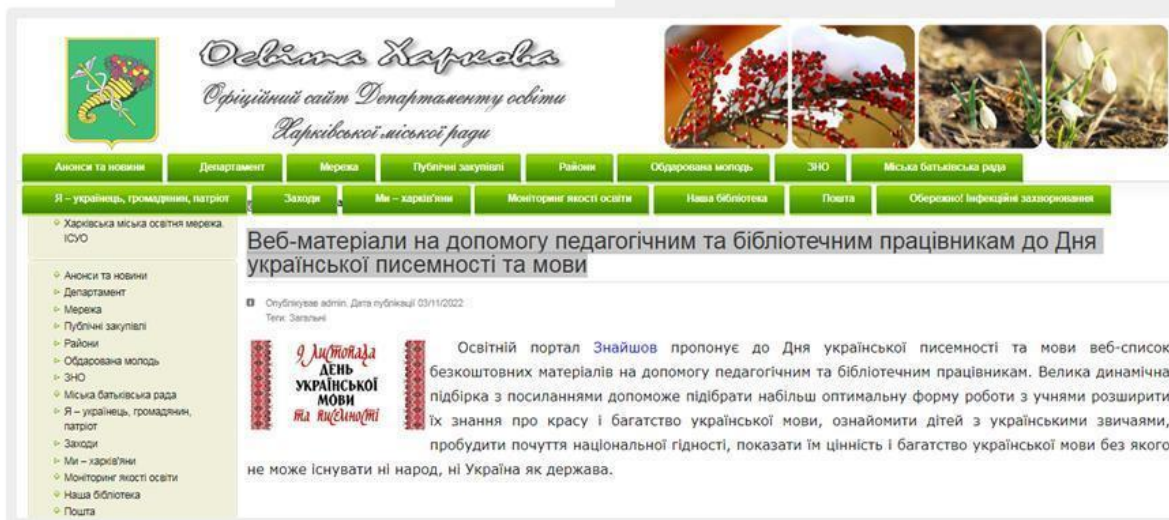 Освіта Харкова
Офіційний сайт Департаменту освіти
Харківської міської ради
Анонси та новини Департамент Мережа Публічні закупівлі Райони Обдарована молодь ЗНО Міська батьківська рада
Я – українець, громадянин, патріот Заходи Ми – харків'яни Моніторинг якості освіти Наша бібліотека Пошта Обережно! Інфекційні захворювання
Харківська міська освітня мережа.
ІСУО
Анонси та новини
Департамент
Мережа
Публічні закупівлі
Райони
Обдарована молодь
ЗНО
Міська батьківська рада
Я – українець, громадянин,
патріот
Заходи
Ми – харків'яни
Моніторинг якості освіти
Наша бібліотека
Пошта
Веб-матеріали на допомогу педагогічним та бібліотечним працівникам до Дня
української писемності та мови
Опублікував admin. Дата публікації 03/11/2022
Теги: Загальні
9 листопада
ДЕНЬ
УКРАЇНСЬКОЇ
МОВИ
та писемності
Освітній портал Знайшов пропонує до Дня української писемності та мови веб-список
безкоштовних матеріалів на допомогу педагогічним та бібліотечним працівникам. Велика динамічна
підбірка з посиланнями допоможе підібрати набільш оптимальну форму роботи з учнями розширити
їх знання про красу і багатство української мови, ознайомити дітей з українськими звичаями,
пробудити почуття національної гідності, показати їм цінність і багатство української мови без якого
не може існувати ні народ, ні Україна як держава.